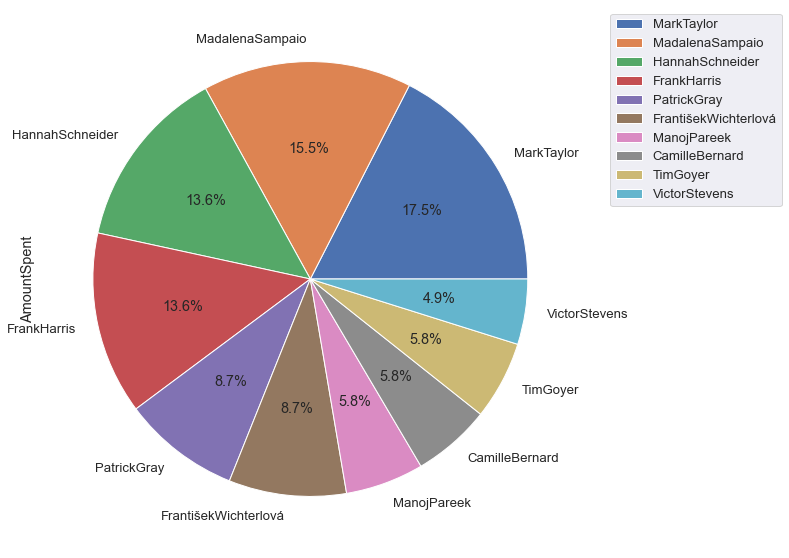 MarkTaylor
MadalenaSampaio
HannahSchneider
FrankHarris
PatrickGray
FrantišekWichterlová
ManojPareek
CamilleBernard
TimGoyer
VictorStevens
AmountSpent
MadalenaSampaio
15.5%
HannahSchneider
13.6%
MarkTaylor
17.5%
FrankHarris
13.6%
VictorStevens
4.9%
PatrickGray
8.7%
FrantišekWichterlová
8.7%
ManojPareek
5.8%
CamilleBernard
5.8%
TimGoyer
5.8%